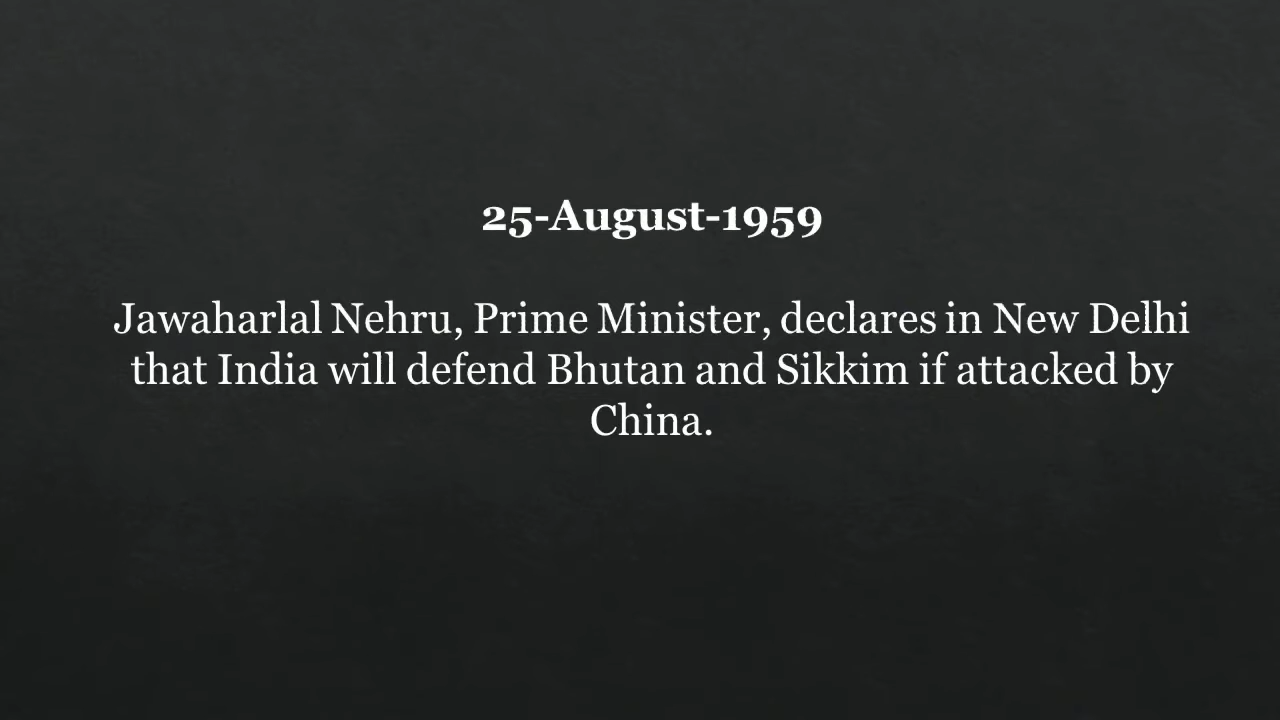 25-August-1959
Jawaharlal Nehru, Prime Minister, declares in New Delhi
that India will defend Bhutan and Sikkim if attacked by
China.